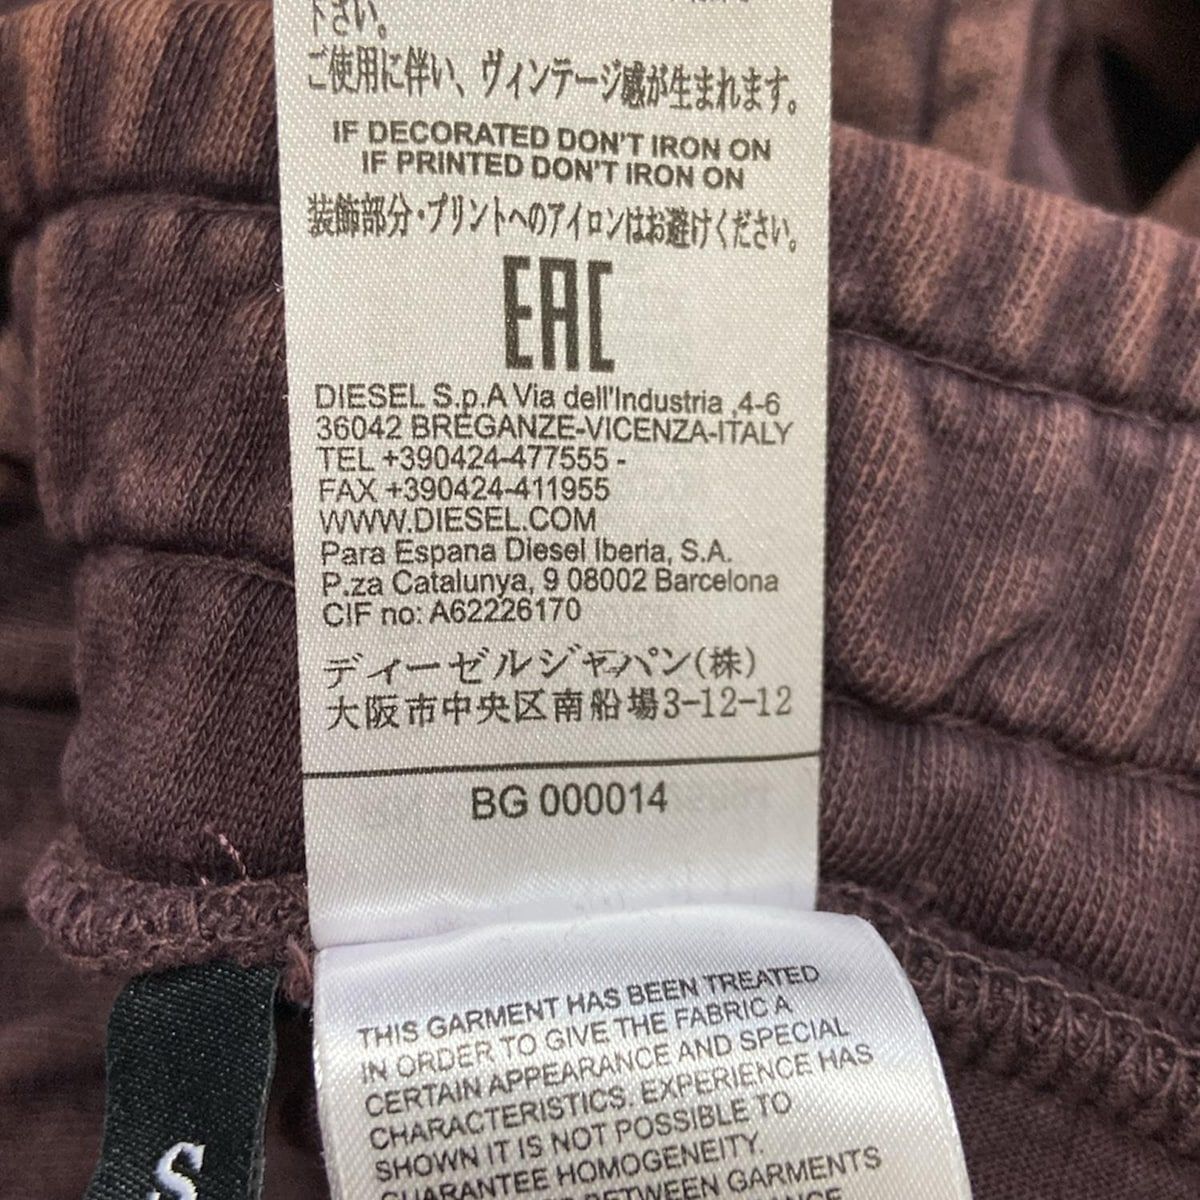 下さい。
ご使用に伴い、ヴィンテージ感が生まれます。
IF DECORATED DON'T IRON ON
IF PRINTED DON'T IRON ON
装飾部分・プリントへのアイロンはお避けください。
EAC
DIESEL S.p.A Via dell'Industria ,4-6
36042 BREGANZE-VICENZA-ITALY
TEL +390424-477555 -
FAX +390424-411955
WWW.DIESEL.COM
Para Espana Diesel Iberia, S.A.
P.za Catalunya, 9 08002 Barcelona
CIF no: A62226170
ディーゼルジャパン(株)
大阪市中央区南船場3-12-12
BG 000014
THIS GARMENT HAS BEEN TREATED
IN ORDER TO GIVE THE FABRIC A
CERTAIN APPEARANCE AND SPECIAL
CHARACTERISTICS. EXPERIENCE HAS
SHOWN IT IS NOT POSSIBLE TO
GUARANTEE HOMOGENEITY.
BETWEEN GARMENTS
S